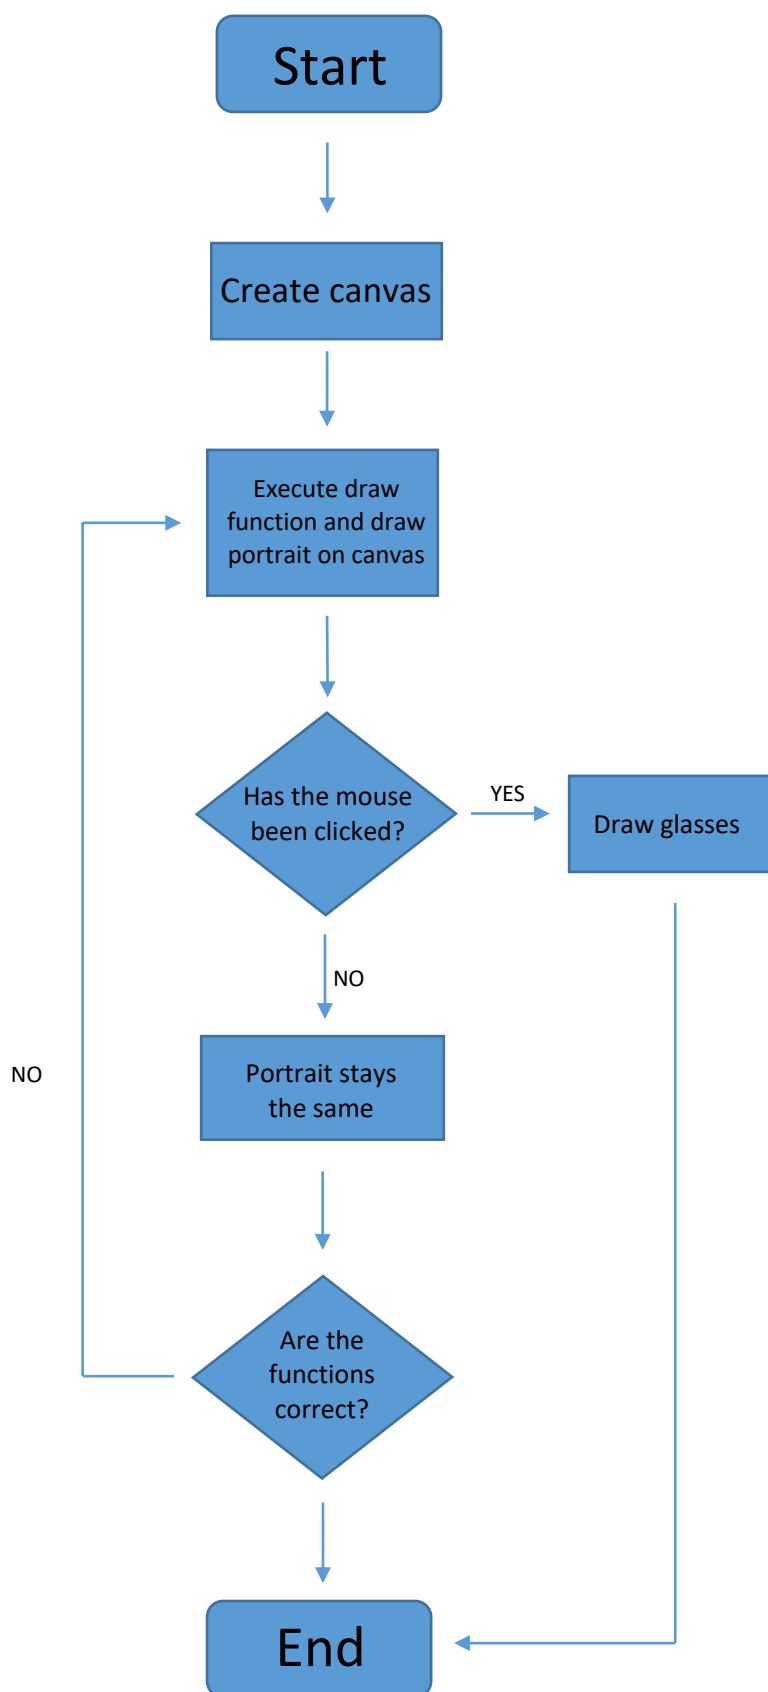 Start
Create canvas
Execute draw
function and draw
portrait on canvas
Has the mouse
been clicked?
YES
Draw glasses
NO
Portrait stays
the same
NO
Are the
functions
correct?
End